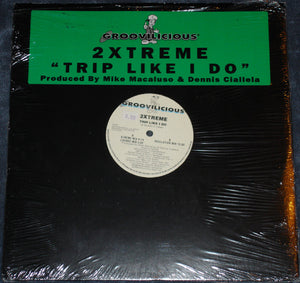 GROOVILICIOUS
2XTREME
"TRIP LIKE I DO"
Produced By Mike Macaluso & Dennis Ciallela
GROOVILICIOUS
2XTREME
TRIP LIKE I DO